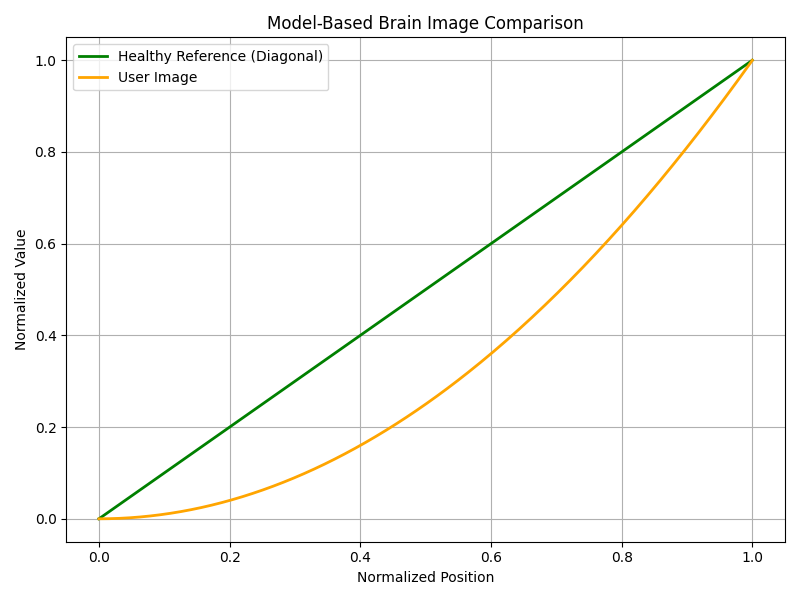 Model-Based Brain Image Comparison
Healthy Reference (Diagonal)
User Image
1.0
0.8
0.6
0.4
0.2
0.0
Normalized Value
0.0 0.2 0.4 0.6 0.8 1.0
Normalized Position